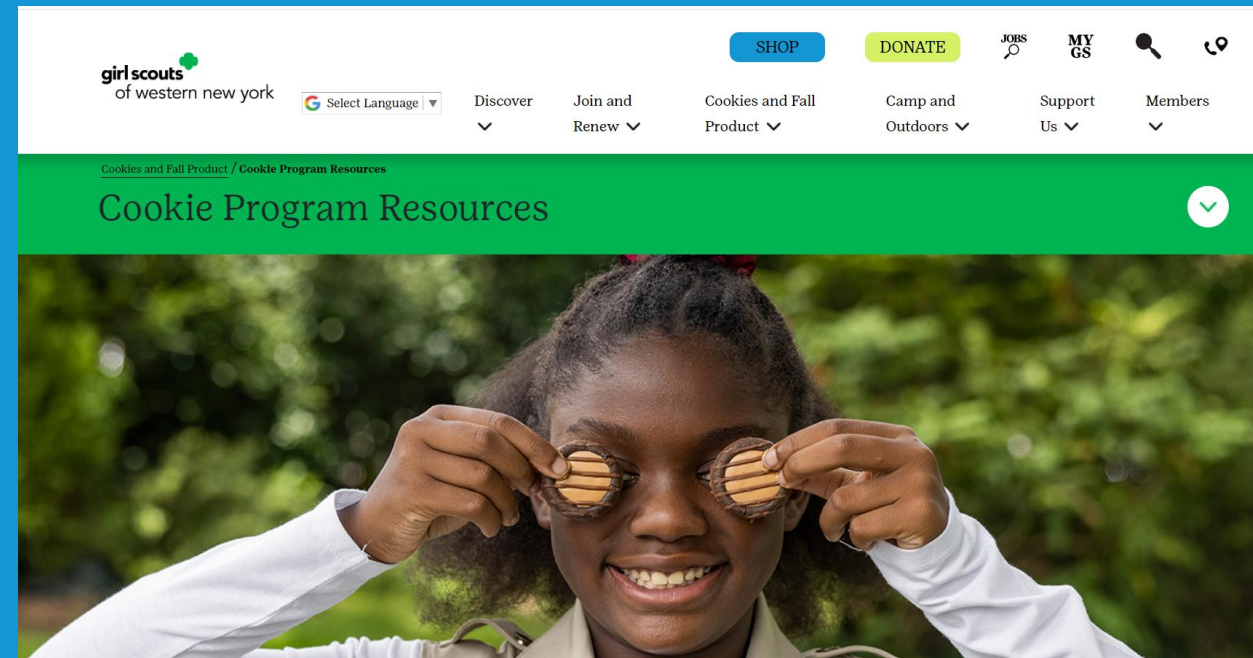 SHOP
DONATE
JOBS
MY
GS
girl scouts
of western new york
Select Language
Discover
Join and
Renew
Cookies and Fall
Product
Camp and
Outdoors
Support
Us
Members
Cookies and Fall Product / Cookie Program Resources
Cookie Program Resources